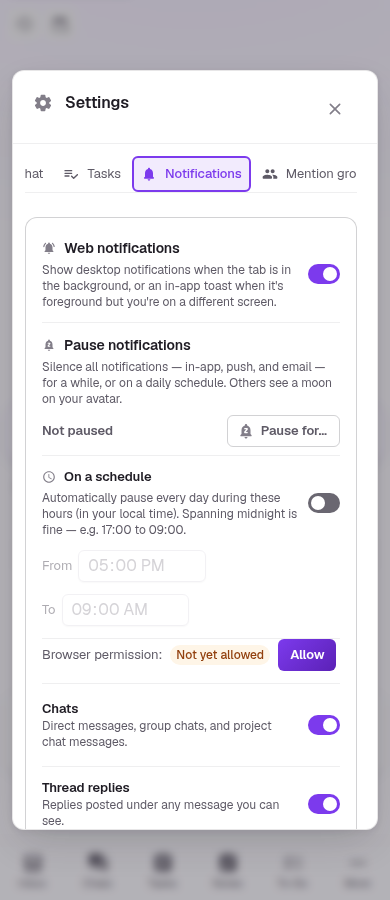 Settings
hat
Tasks
Notifications
Mention gro
Web notifications
Show desktop notifications when the tab is in
the background, or an in-app toast when it's
foreground but you're on a different screen.
Pause notifications
Silence all notifications — in-app, push, and email —
for a while, or on a daily schedule. Others see a moon
on your avatar.
Not paused
Pause for...
On a schedule
Automatically pause every day during these
hours (in your local time). Spanning midnight is
fine — e.g. 17:00 to 09:00.
From 05:00 PM
To 09:00 AM
Browser permission: Not yet allowed Allow
Chats
Direct messages, group chats, and project
chat messages.
Thread replies
Replies posted under any message you can
see.